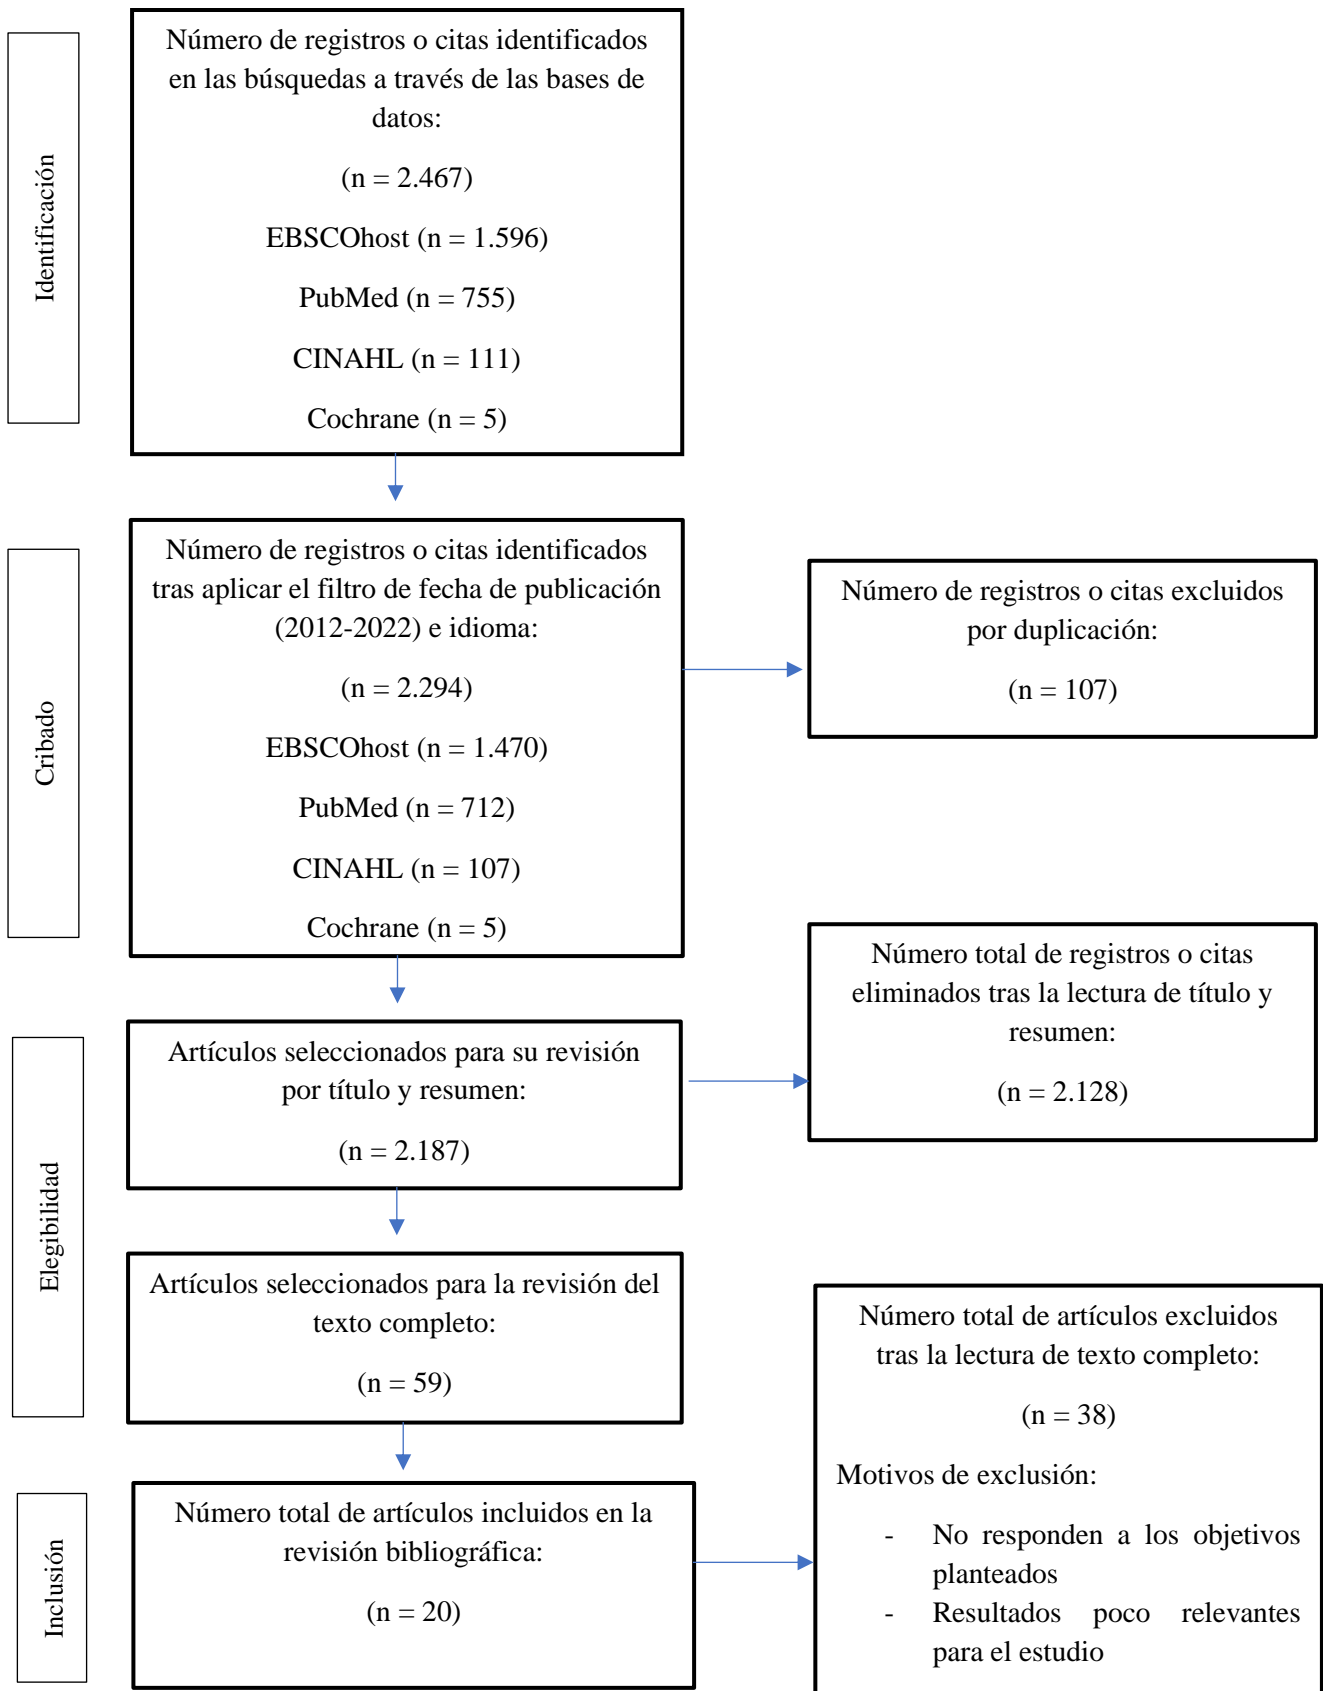 Identificación
Número de registros o citas identificados
en las búsquedas a través de las bases de
datos:
(n = 2.467)
EBSCOhost (n = 1.596)
PubMed (n = 755)
CINAHL (n = 111)
Cochrane (n = 5)
Cribado
Número de registros o citas identificados
tras aplicar el filtro de fecha de publicación
(2012-2022) e idioma:
(n = 2.294)
EBSCOhost (n = 1.470)
PubMed (n = 712)
CINAHL (n = 107)
Cochrane (n = 5)
Número de registros o citas excluidos
por duplicación:
(n = 107)
Elegibilidad
Artículos seleccionados para su revisión
por título y resumen:
(n = 2.187)
Número total de registros o citas
eliminados tras la lectura de título y
resumen:
(n = 2.128)
Artículos seleccionados para la revisión del
texto completo:
(n = 59)
Número total de artículos excluidos
tras la lectura de texto completo:
(n = 38)
Motivos de exclusión:
- No responden a los objetivos
planteados
- Resultados poco relevantes
para el estudio
Inclusión
Número total de artículos incluidos en la
revisión bibliográfica:
(n = 20)